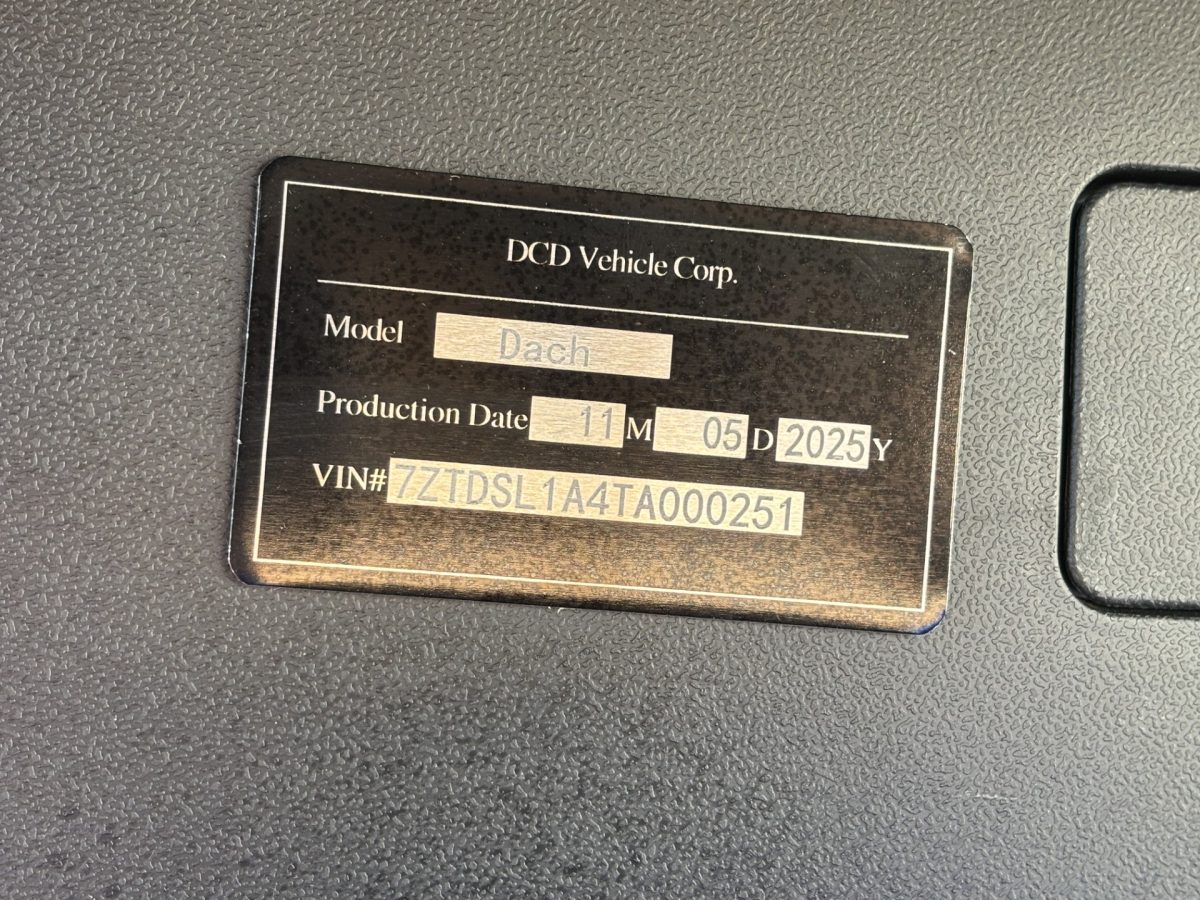 DCD Vehicle Corp.
Model Dach
Production Date 11 M 05 D 2025 Y
VIN# 7ZTDSL1A4TA000251